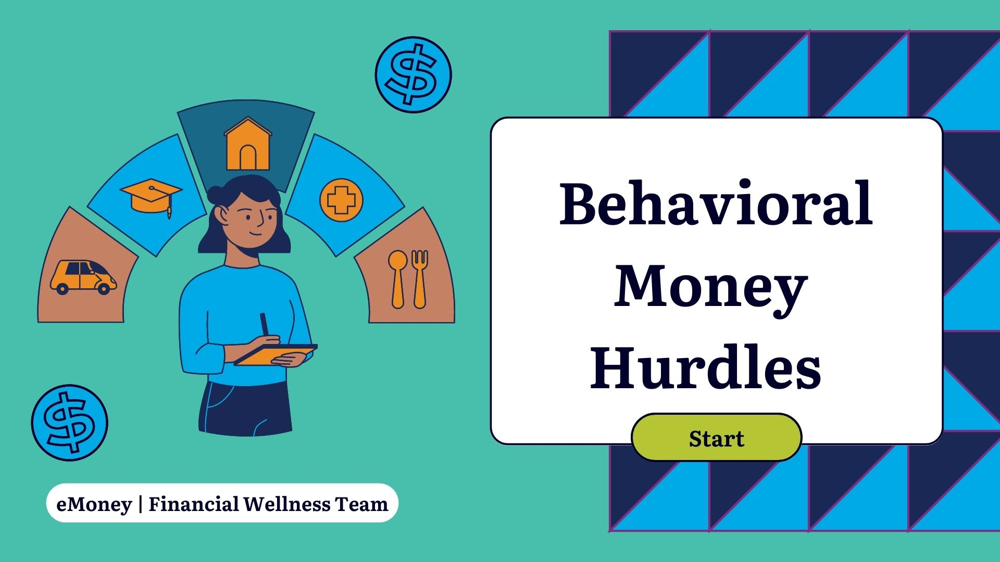 Behavioral
Money
Hurdles
Start
eMoney | Financial Wellness Team